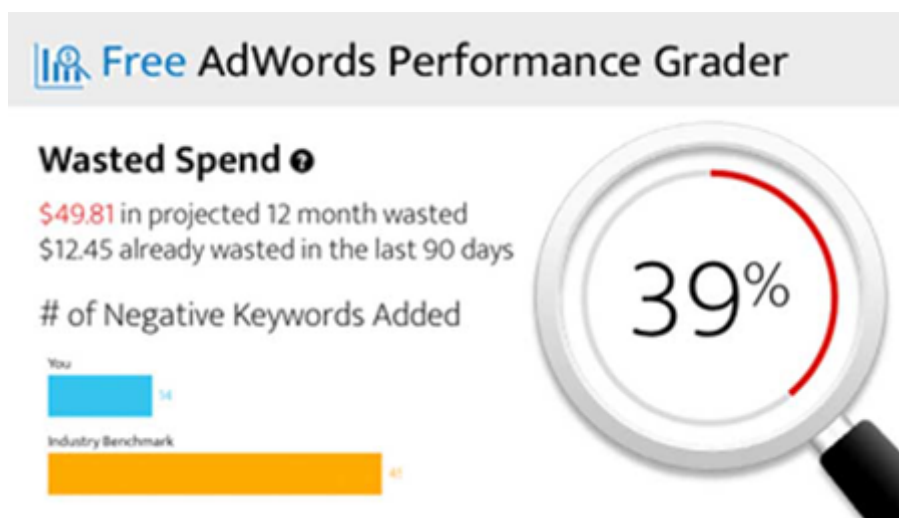 Free AdWords Performance Grader
Wasted Spend ?
$49.81 in projected 12 month wasted
$12.45 already wasted in the last 90 days
39%
# of Negative Keywords Added
You
14
Industry Benchmark